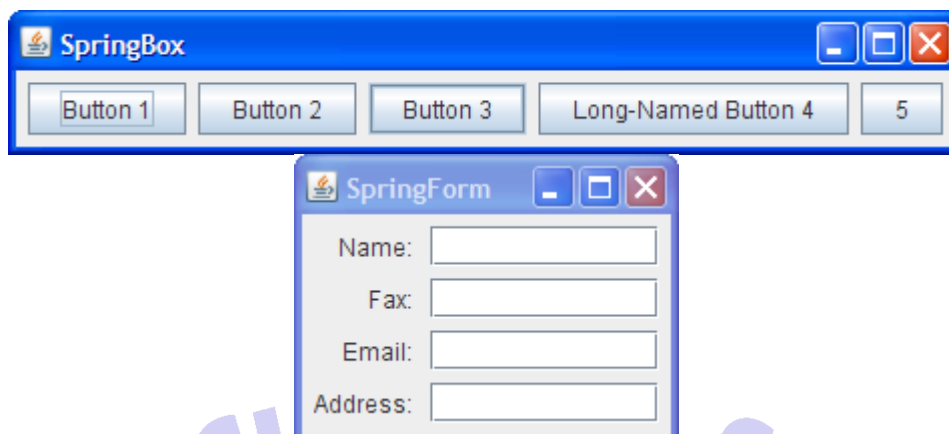 SpringBox
Button 1 Button 2 Button 3 Long-Named Button 4 5
SpringForm
Name:
Fax:
Email:
Address: